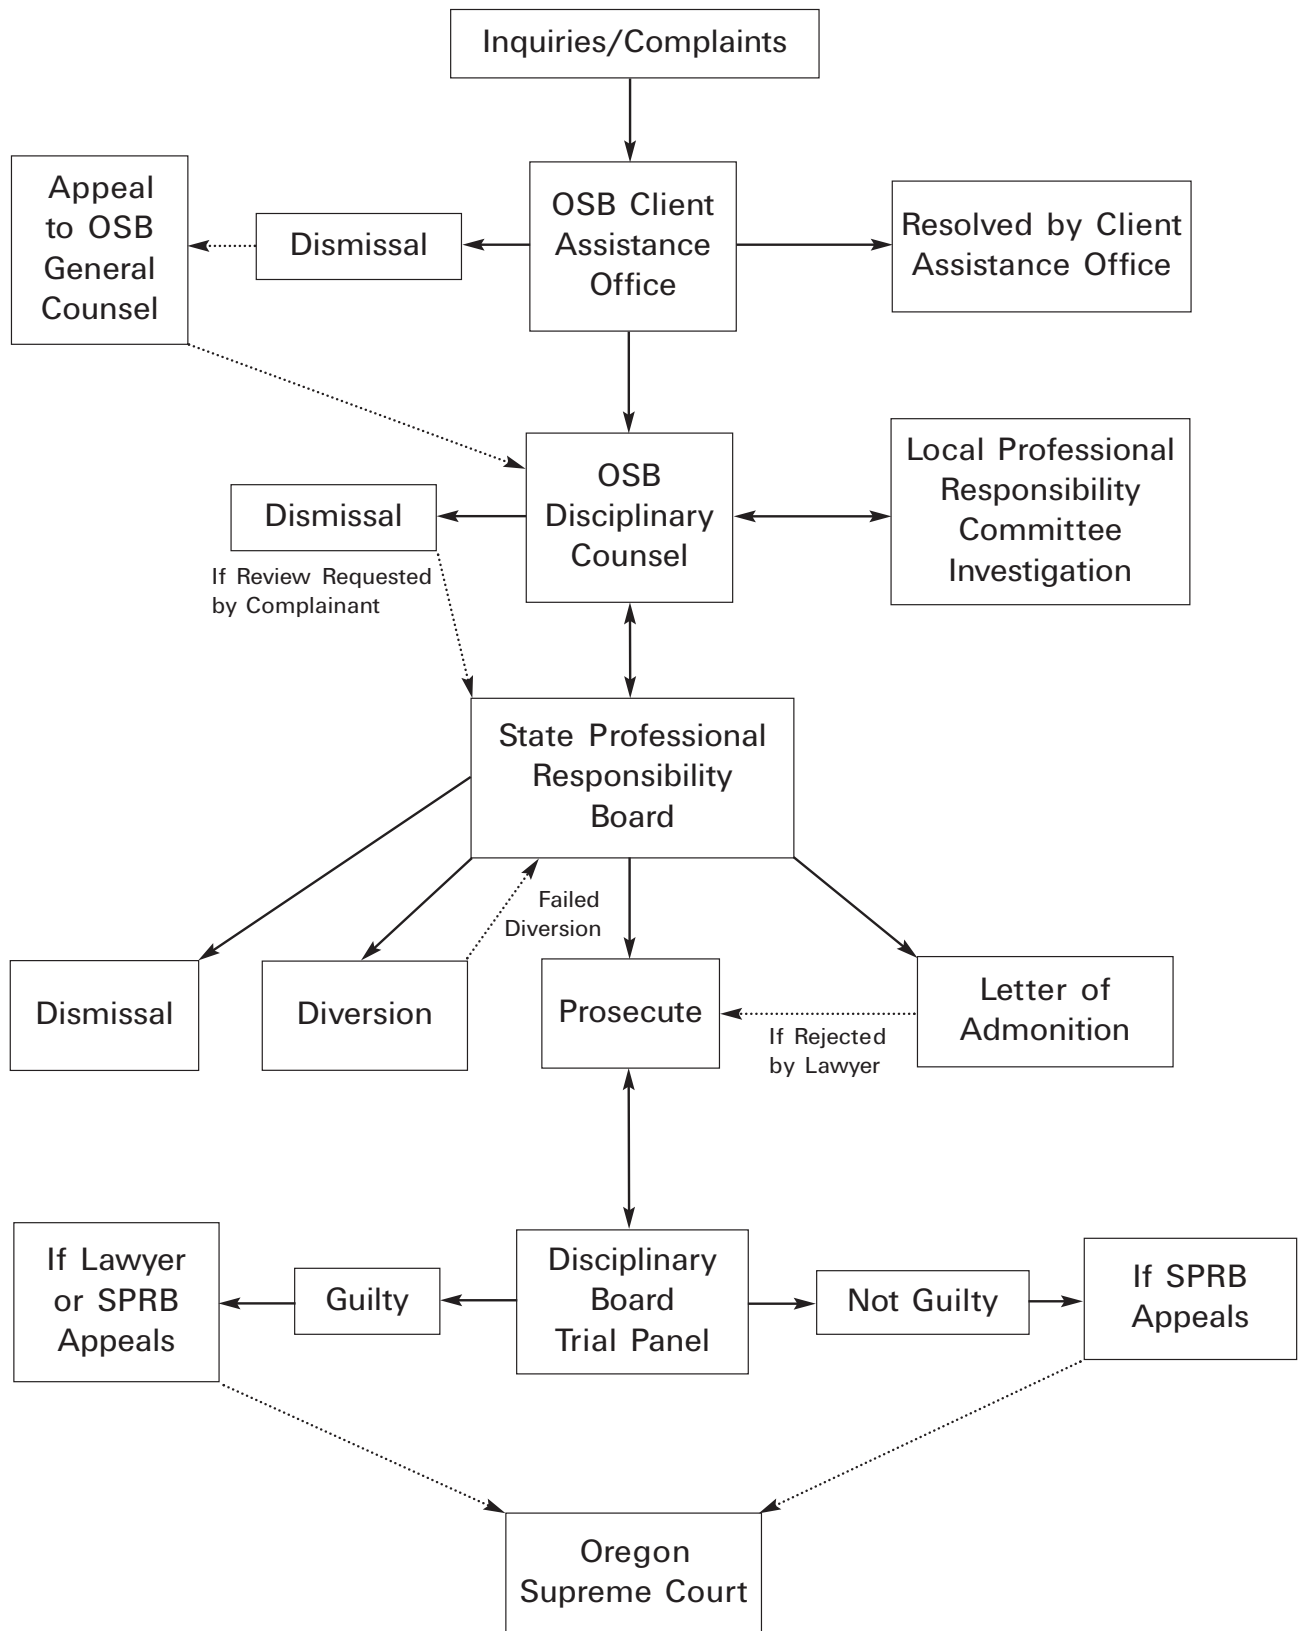 Inquiries/Complaints
Appeal
to OSB
General
Counsel
Dismissal
OSB Client
Assistance
Office
Resolved by Client
Assistance Office
Dismissal
If Review Requested
by Complainant
OSB
Disciplinary
Counsel
Local Professional
Responsibility
Committee
Investigation
State Professional
Responsibility
Board
Failed
Diversion
Dismissal
Diversion
Prosecute
If Rejected
by Lawyer
Letter of
Admonition
If Lawyer
or SPRB
Appeals
Guilty
Disciplinary
Board
Trial Panel
Not Guilty
If SPRB
Appeals
Oregon
Supreme Court